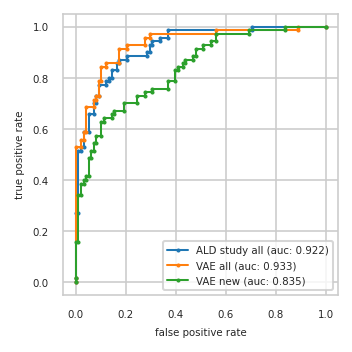 1.0
0.8
0.6
0.4
0.2
0.0
true positive rate
ALD study all (auc: 0.922)
VAE all (auc: 0.933)
VAE new (auc: 0.835)
0.0 0.2 0.4 0.6 0.8 1.0
false positive rate